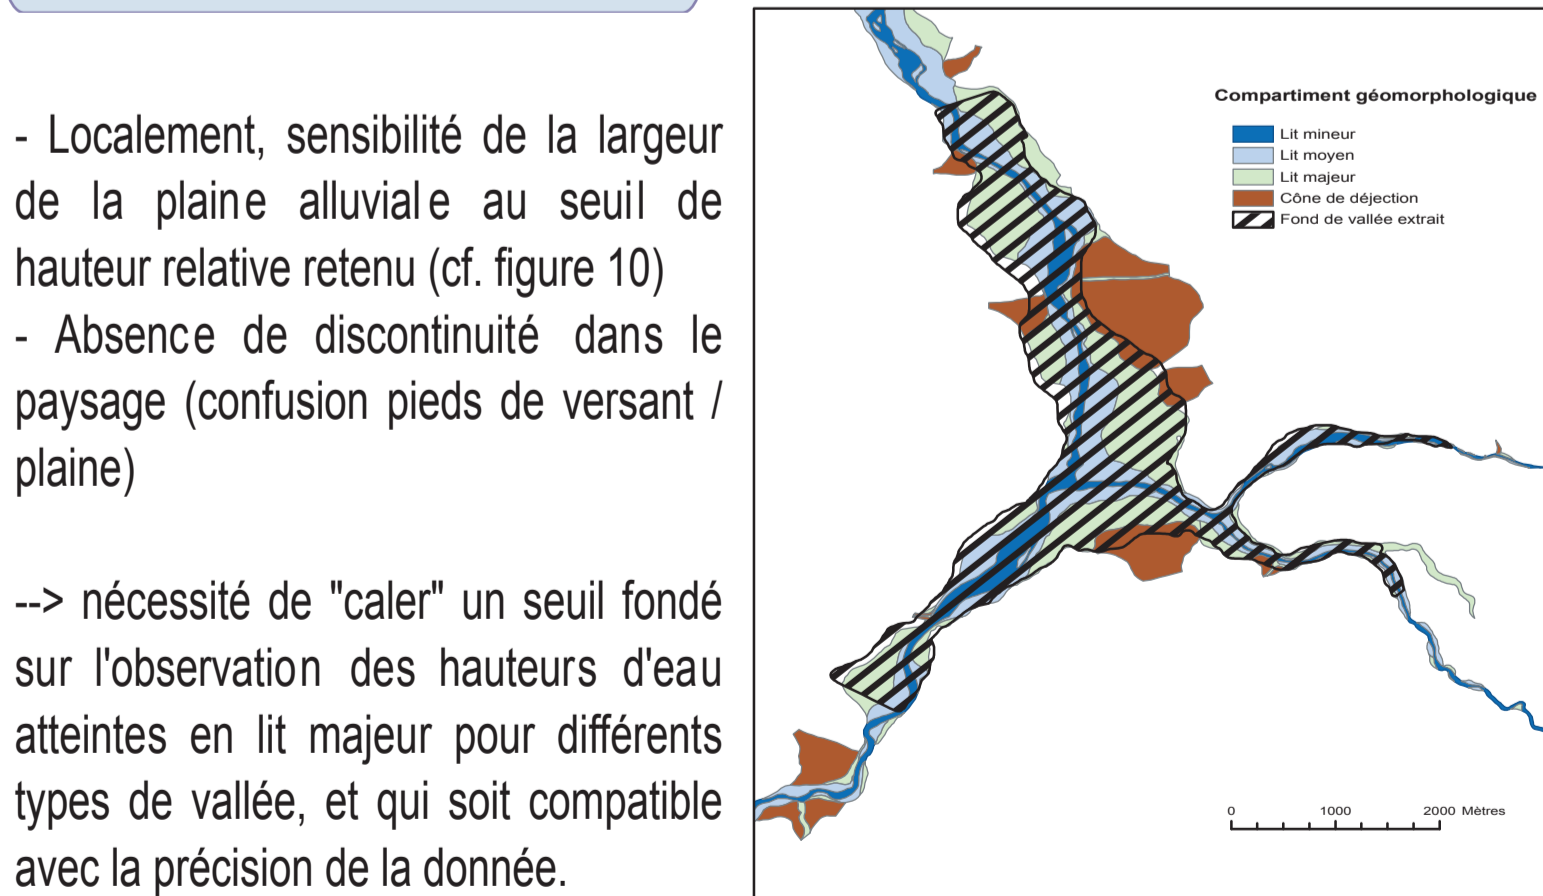 - Localement, sensibilité de la largeur
de la plaine alluviale au seuil de
hauteur relative retenu (cf. figure 10)
- Absence de discontinuité dans le
paysage (confusion pieds de versant /
plaine)
--> nécessité de "caler" un seuil fondé
sur l'observation des hauteurs d'eau
atteintes en lit majeur pour différents
types de vallée, et qui soit compatible
avec la précision de la donnée.
Compartiment géomorphologique
Lit mineur
Lit moyen
Lit majeur
Cône de déjection
Fond de vallée extrait
0 1000 2000 Mètres